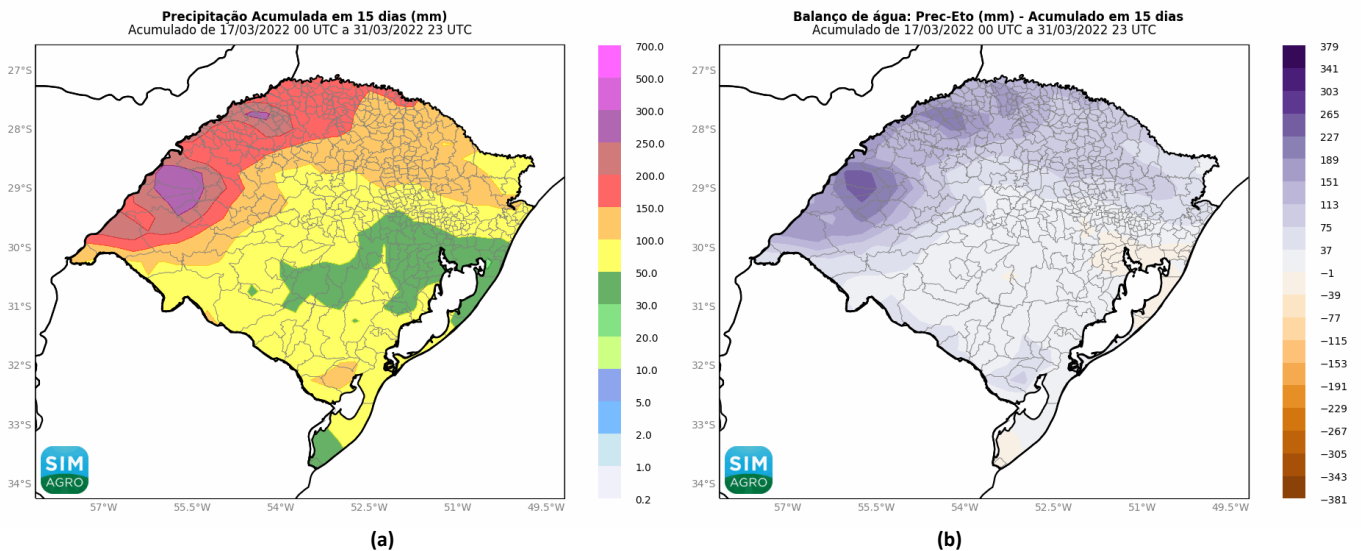 Precipitação Acumulada em 15 dias (mm)
Acumulado de 17/03/2022 00 UTC a 31/03/2022 23 UTC
27°S
28°S
29°S
30°S
31°S
32°S
33°S
34°S
57°W
55.5°W
54°W
52.5°W
51°W
49.5°W
700.0
500.0
300.0
250.0
200.0
150.0
100.0
50.0
30.0
20.0
10.0
5.0
2.0
1.0
0.2
SIM
AGRO
(a)
Balanço de água: Prec-Eto (mm) - Acumulado em 15 dias
Acumulado de 17/03/2022 00 UTC a 31/03/2022 23 UTC
27°S
28°S
29°S
30°S
31°S
32°S
33°S
34°S
57°W
55.5°W
54°W
52.5°W
51°W
49.5°W
379
341
303
265
227
189
151
113
75
37
−1
−39
−77
−115
−153
−191
−229
−267
−305
−343
−381
SIM
AGRO
(b)